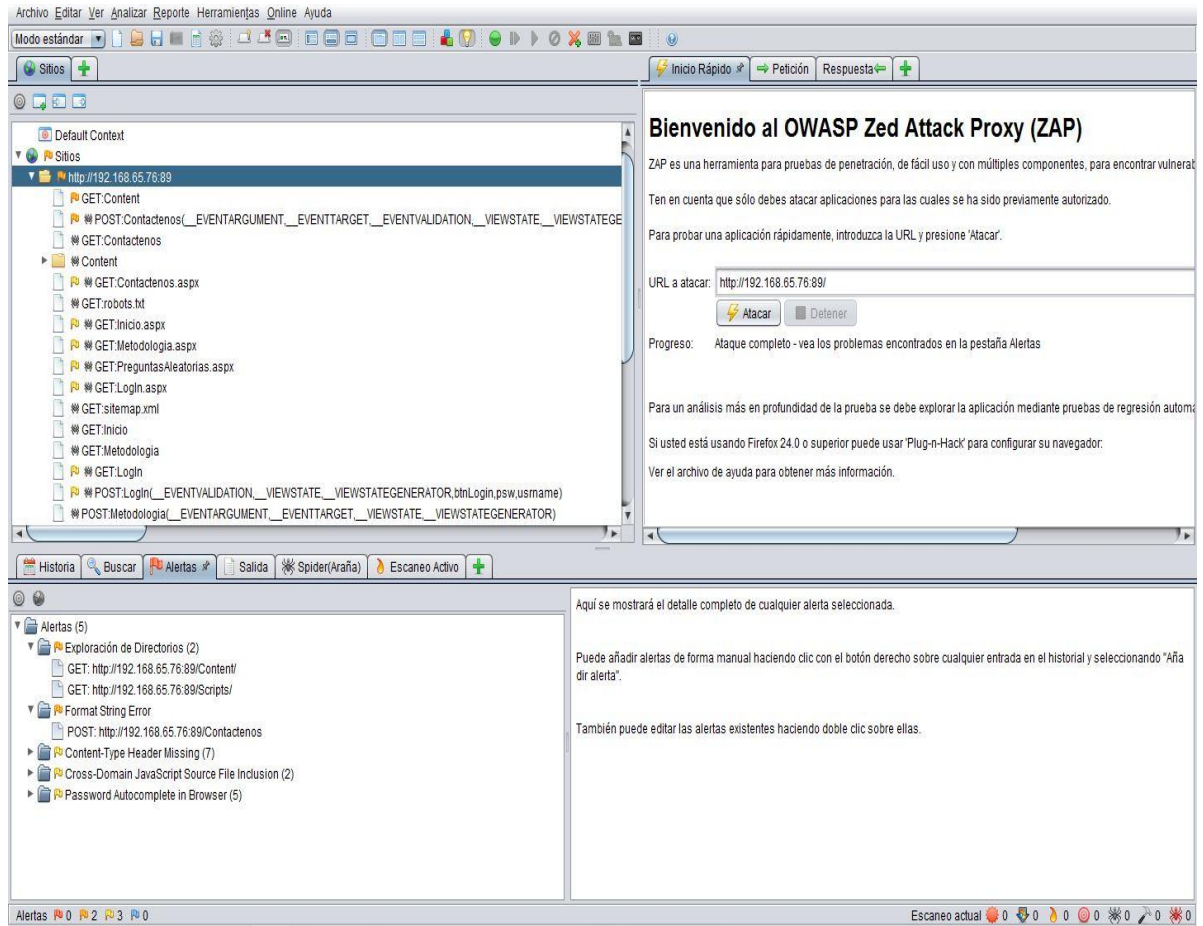 Archivo Editar Ver Analizar Reporte Herramientas Online Ayuda
Modo estándar
Sitios
Inicio Rápido Petición Respuesta
Default Context
Sitios
http://192.168.65.76:89
GET:Content
POST:Contactenos(__EVENTARGUMENT,__EVENTTARGET,__EVENTVALIDATION,__VIEWSTATE,__VIEWSTATEGE
GET:Contactenos
Content
GET:Contactenos.aspx
GET:robots.txt
GET:Inicio.aspx
GET:Metodologia.aspx
GET:PreguntasAleatorias.aspx
GET:LogIn.aspx
GET:sitemap.xml
GET:Inicio
GET:Metodologia
GET:LogIn
POST:LogIn(__EVENTVALIDATION,__VIEWSTATE,__VIEWSTATEGENERATOR,btnLogin,psw,usrname)
POST:Metodologia(__EVENTARGUMENT,__EVENTTARGET,__VIEWSTATE,__VIEWSTATEGENERATOR)
Bienvenido al OWASP Zed Attack Proxy (ZAP)
ZAP es una herramienta para pruebas de penetración, de fácil uso y con múltiples componentes, para encontrar vulnerab
Ten en cuenta que sólo debes atacar aplicaciones para las cuales se ha sido previamente autorizado.
Para probar una aplicación rápidamente, introduzca la URL y presione 'Atacar'.
URL a atacar: http://192.168.65.76:89/
Atacar Detener
Progreso: Ataque completo - vea los problemas encontrados en la pestaña Alertas
Para un análisis más en profundidad de la prueba se debe explorar la aplicación mediante pruebas de regresión automa
Si usted está usando Firefox 24.0 o superior puede usar 'Plug-n-Hack' para configurar su navegador:
Ver el archivo de ayuda para obtener más información.
Historia Buscar Alertas Salida Spider(Araña) Escaneo Activo
Alertas (5)
Exploración de Directorios (2)
GET: http://192.168.65.76:89/Content/
GET: http://192.168.65.76:89/Scripts/
Format String Error
POST: http://192.168.65.76:89/Contactenos
Content-Type Header Missing (7)
Cross-Domain JavaScript Source File Inclusion (2)
Password Autocomplete in Browser (5)
Aquí se mostrará el detalle completo de cualquier alerta seleccionada.
Puede añadir alertas de forma manual haciendo clic con el botón derecho sobre cualquier entrada en el historial y seleccionando "Aña
dir alerta".
También puede editar las alertas existentes haciendo doble clic sobre ellas.
Alertas 0 2 3 0
Escaneo actual 0 0 0 0 0 0 0